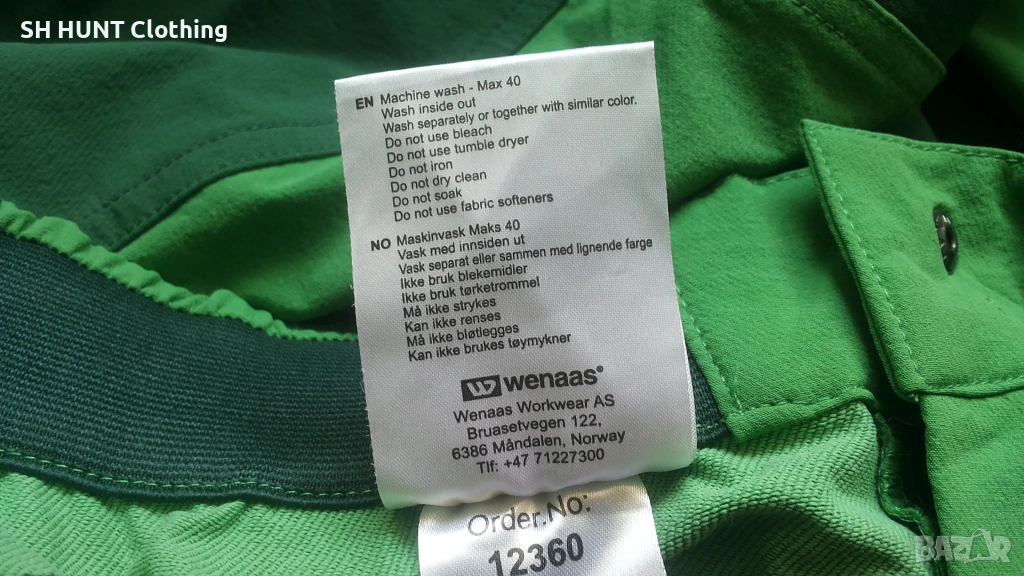 SH HUNT Clothing
EN Machine wash - Max 40
Wash inside out
Wash separately or together with similar color.
Do not use bleach
Do not use tumble dryer
Do not iron
Do not dry clean
Do not soak
Do not use fabric softeners
NO Maskinvask Maks 40
Vask med innsiden ut
Vask separat eller sammen med lignende farge
Ikke bruk blekemidier
Ikke bruk tørketrommel
Må ikke strykes
Kan ikke renses
Må ikke bløtlegges
Kan ikke brukes tøymykner
wenaas®
Wenaas Workwear AS
Bruasetvegen 122,
6386 Måndalen, Norway
Tlf: +47 71227300
Order.No:
12360
BAZAR